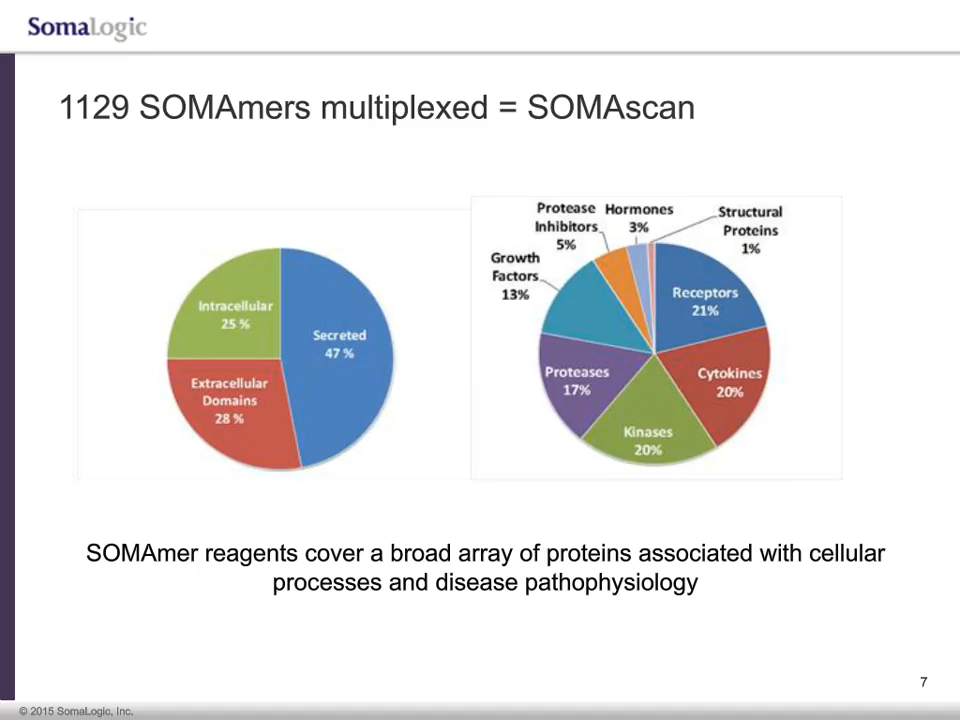 SomaLogic
1129 SOMAmers multiplexed = SOMAscan
Intracellular
25 %
Secreted
47 %
Extracellular
Domains
28 %
Protease
Inhibitors
5%
Hormones
3%
Structural
Proteins
1%
Growth
Factors
13%
Receptors
21%
Proteases
17%
Cytokines
20%
Kinases
20%
SOMAmer reagents cover a broad array of proteins associated with cellular
processes and disease pathophysiology
7
© 2015 SomaLogic, Inc.